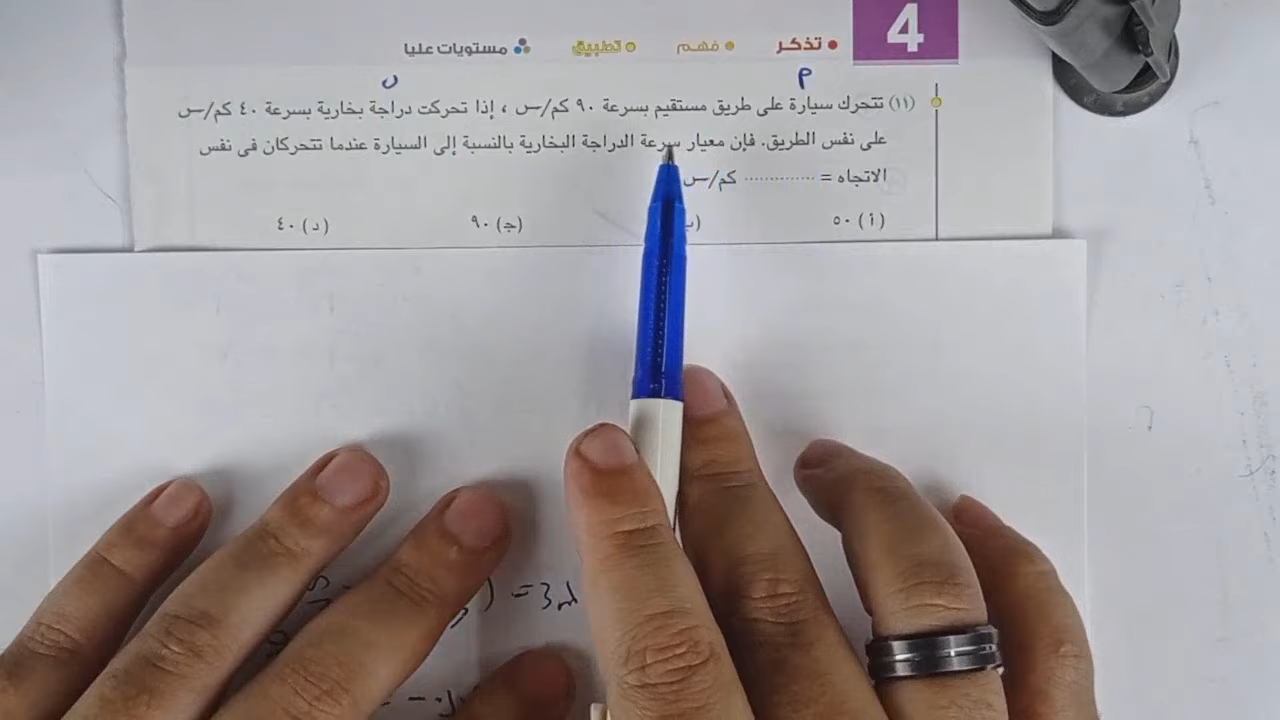 4
تذكر فهم تطبيق مستويات عليا
(١١) تتحرك سيارة على طريق مستقيم بسرعة ٩٠ كم/س ، إذا تحركت دراجة بخارية بسرعة ٤٠ كم/س
على نفس الطريق. فإن معيار سرعة الدراجة البخارية بالنسبة إلى السيارة عندما تتحركان فى نفس
الاتجاه = ............. كم/س
(أ) ٥٠ (جـ) ٩٠ (د) ٤٠